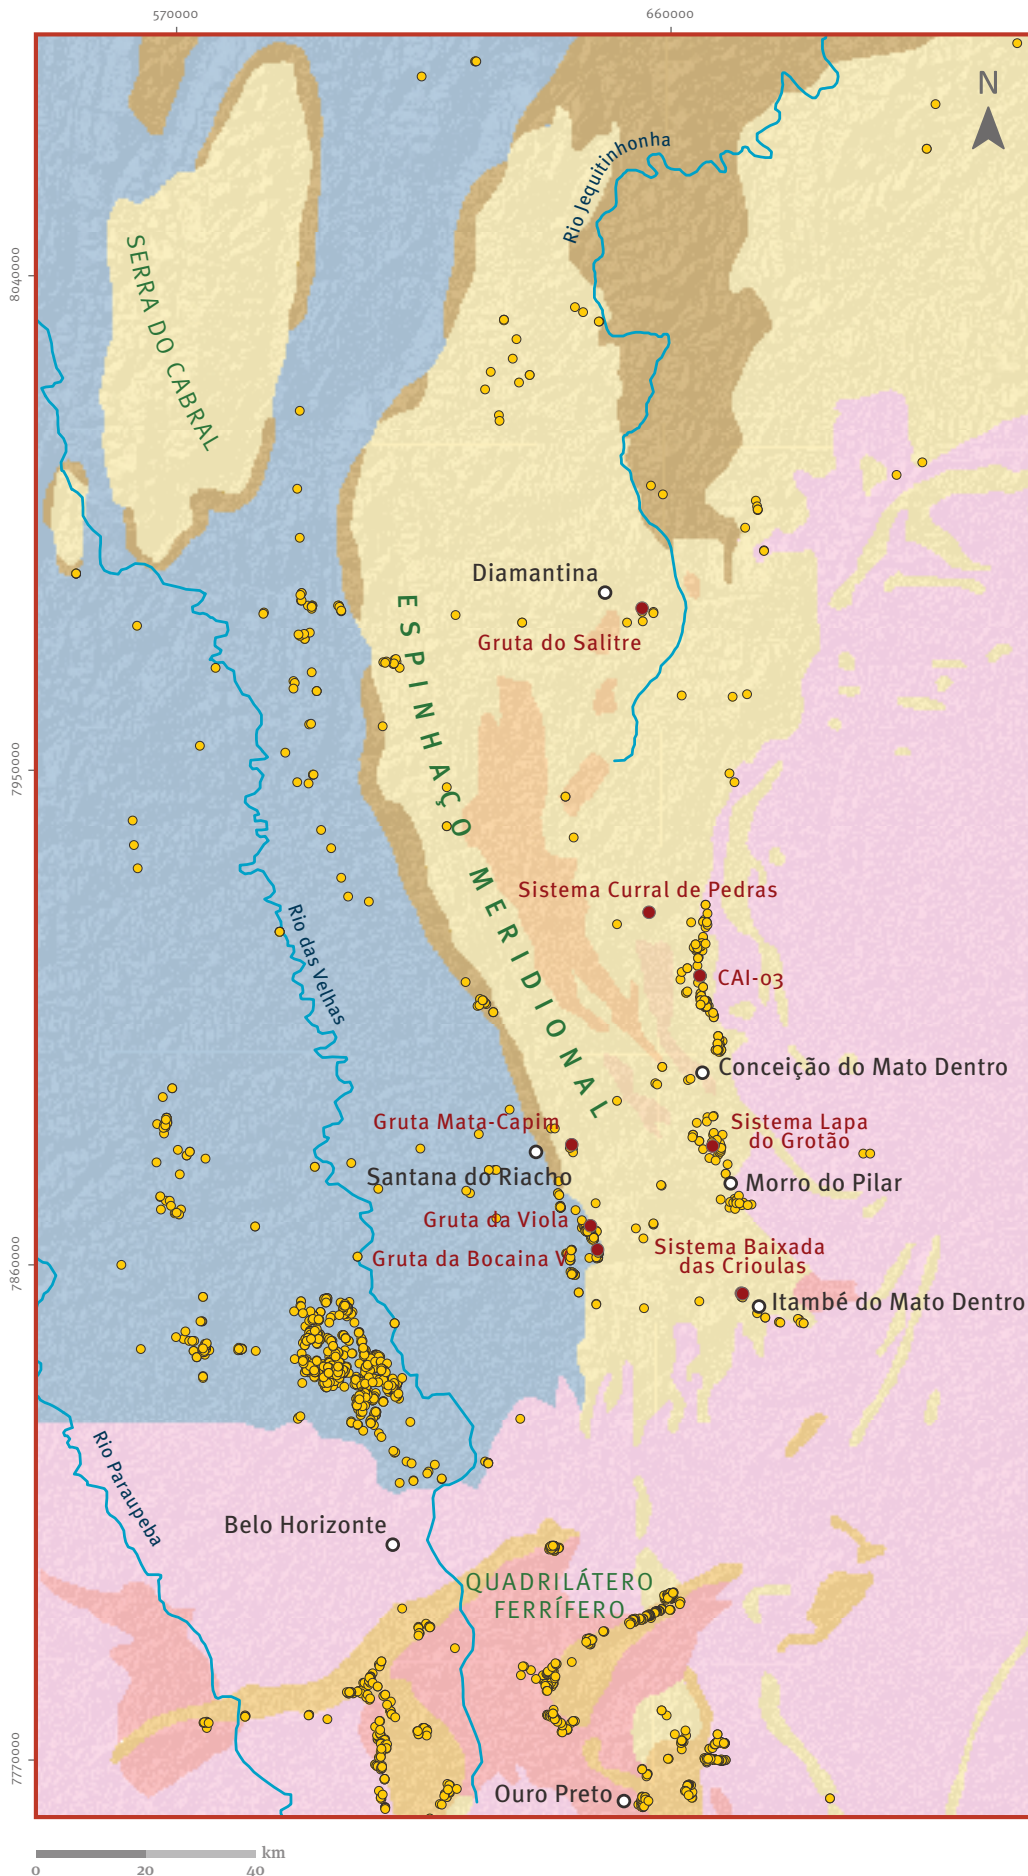 570000
660000
N
Rio Jequitinhonha
8040000
SERRA DO CABRAL
Diamantina
Gruta do Salitre
ESPINHAÇO MERIDIONAL
7950000
Sistema Curral de Pedras
Rio das Velhas
CAI-03
Conceição do Mato Dentro
Gruta Mata-Capim
Sistema Lapa
do Grotão
Santana do Riacho
Morro do Pilar
Gruta da Viola
Sistema Baixada
das Crioulas
Gruta da Bocaina V
7860000
Itambé do Mato Dentro
Rio Paraupeba
Belo Horizonte
QUADRILÁTERO
FERRÍFERO
7770000
Ouro Preto
km
0 20 40